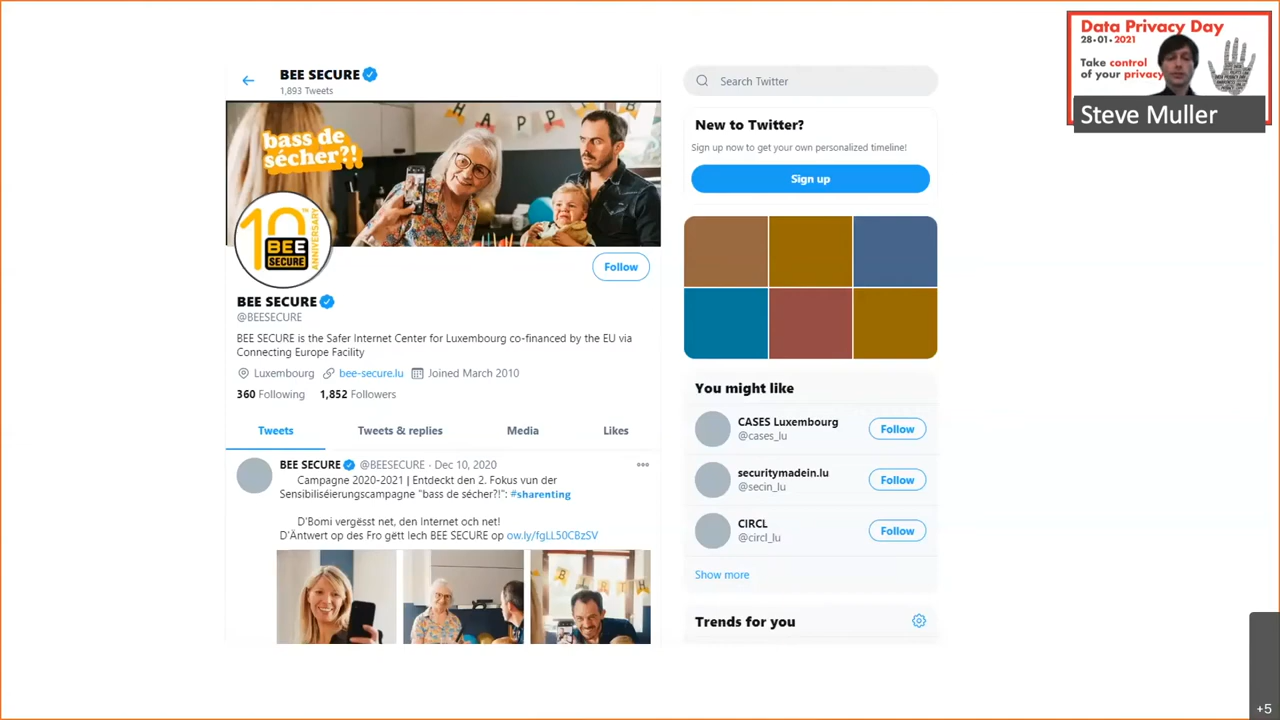 Data Privacy Day
28·01·2021
Take control
of your privacy
Steve Muller
BEE SECURE
1,893 Tweets
HAPP
bass de
sécher?!
10TH
ANNIVERSARY
BEE
SECURE
Follow
BEE SECURE
@BEESECURE
BEE SECURE is the Safer Internet Center for Luxembourg co-financed by the EU via
Connecting Europe Facility
Luxembourg bee-secure.lu Joined March 2010
360 Following 1,852 Followers
Tweets Tweets & replies Media Likes
BEE SECURE @BEESECURE · Dec 10, 2020
Campagne 2020-2021 | Entdeckt den 2. Fokus vun der
Sensibiliséierungscampagne "bass de sécher?!": #sharenting
D'Bomi vergësst net, den Internet och net!
D'Äntwert op des Fro gëtt Iech BEE SECURE op ow.ly/fgLL50CBzSV
BIRTH
Search Twitter
New to Twitter?
Sign up now to get your own personalized timeline!
Sign up
You might like
CASES Luxembourg
@cases_lu
Follow
securitymadein.lu
@secin_lu
Follow
CIRCL
@circl_lu
Follow
Show more
Trends for you
+5